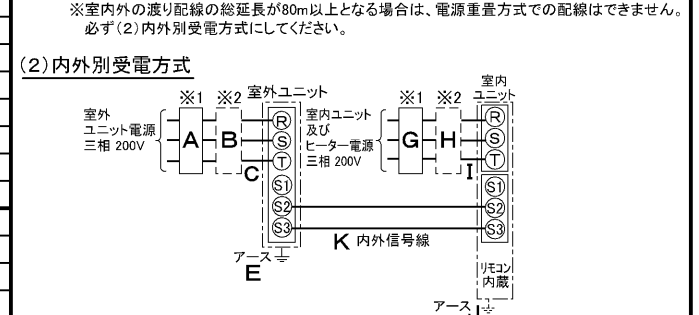 ※室内外の渡り配線の総延長が80m以上となる場合は、電源重畳方式での配線はできません。
必ず(2)内外別受電方式にしてください。
(2)内外別受電方式
※1 ※2 室外ユニット
室外
ユニット電源
三相 200V
A
B
C
R
S
T
S1
S2
S3
アース
E
室内ユニット
及び
ヒーター電源
三相 200V
※1 ※2
室内
ユニット
G
H
I
R
S
T
S1
S2
S3
K 内外信号線
リモコン
内蔵
アース